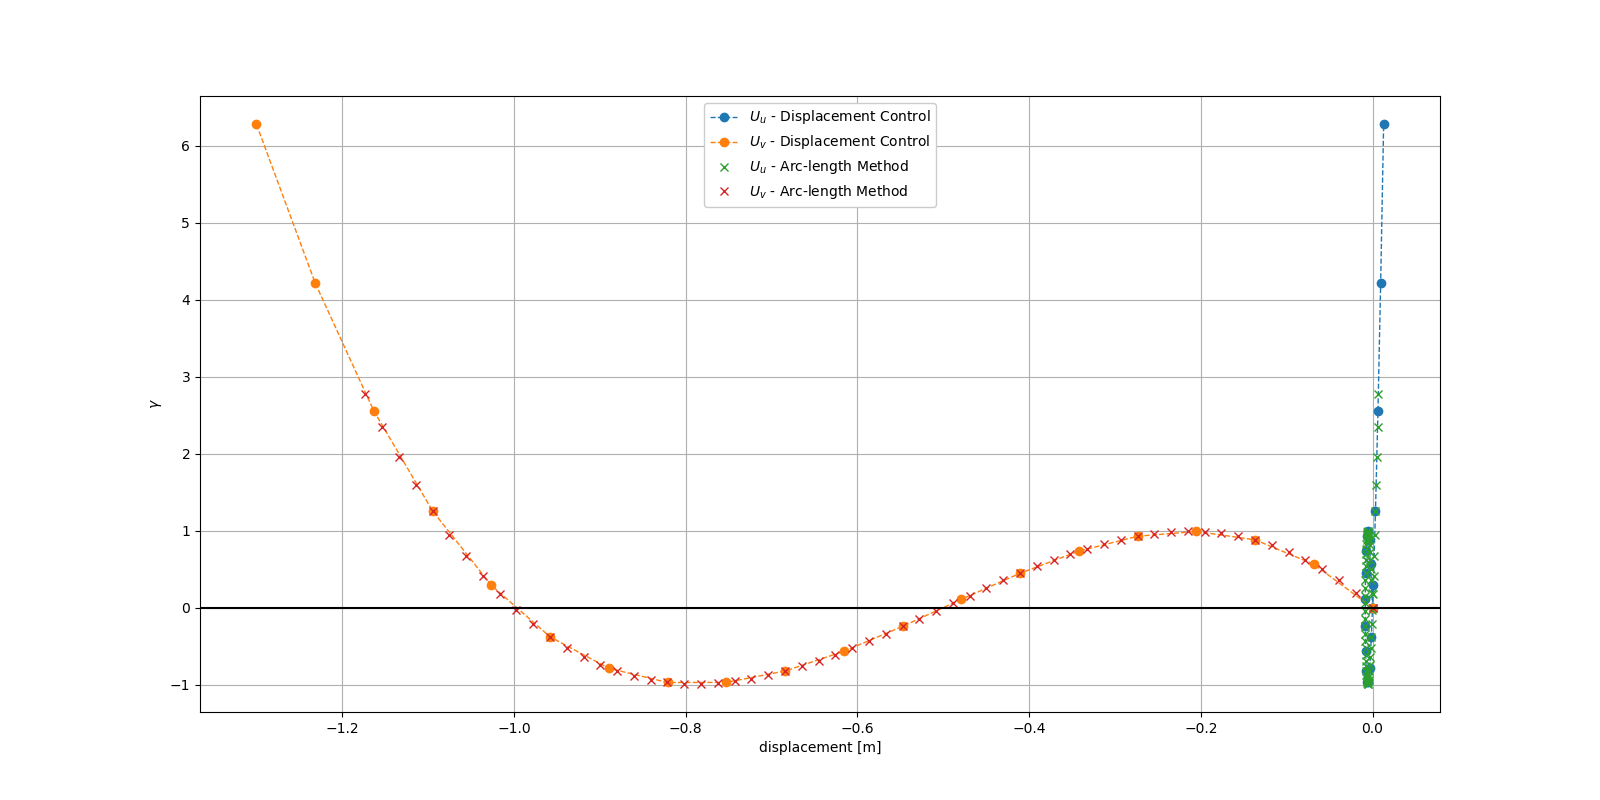 U_u - Displacement Control
U_v - Displacement Control
U_u - Arc-length Method
U_v - Arc-length Method
6
5
4
3
2
1
0
−1
γ
−1.2 −1.0 −0.8 −0.6 −0.4 −0.2 0.0
displacement [m]